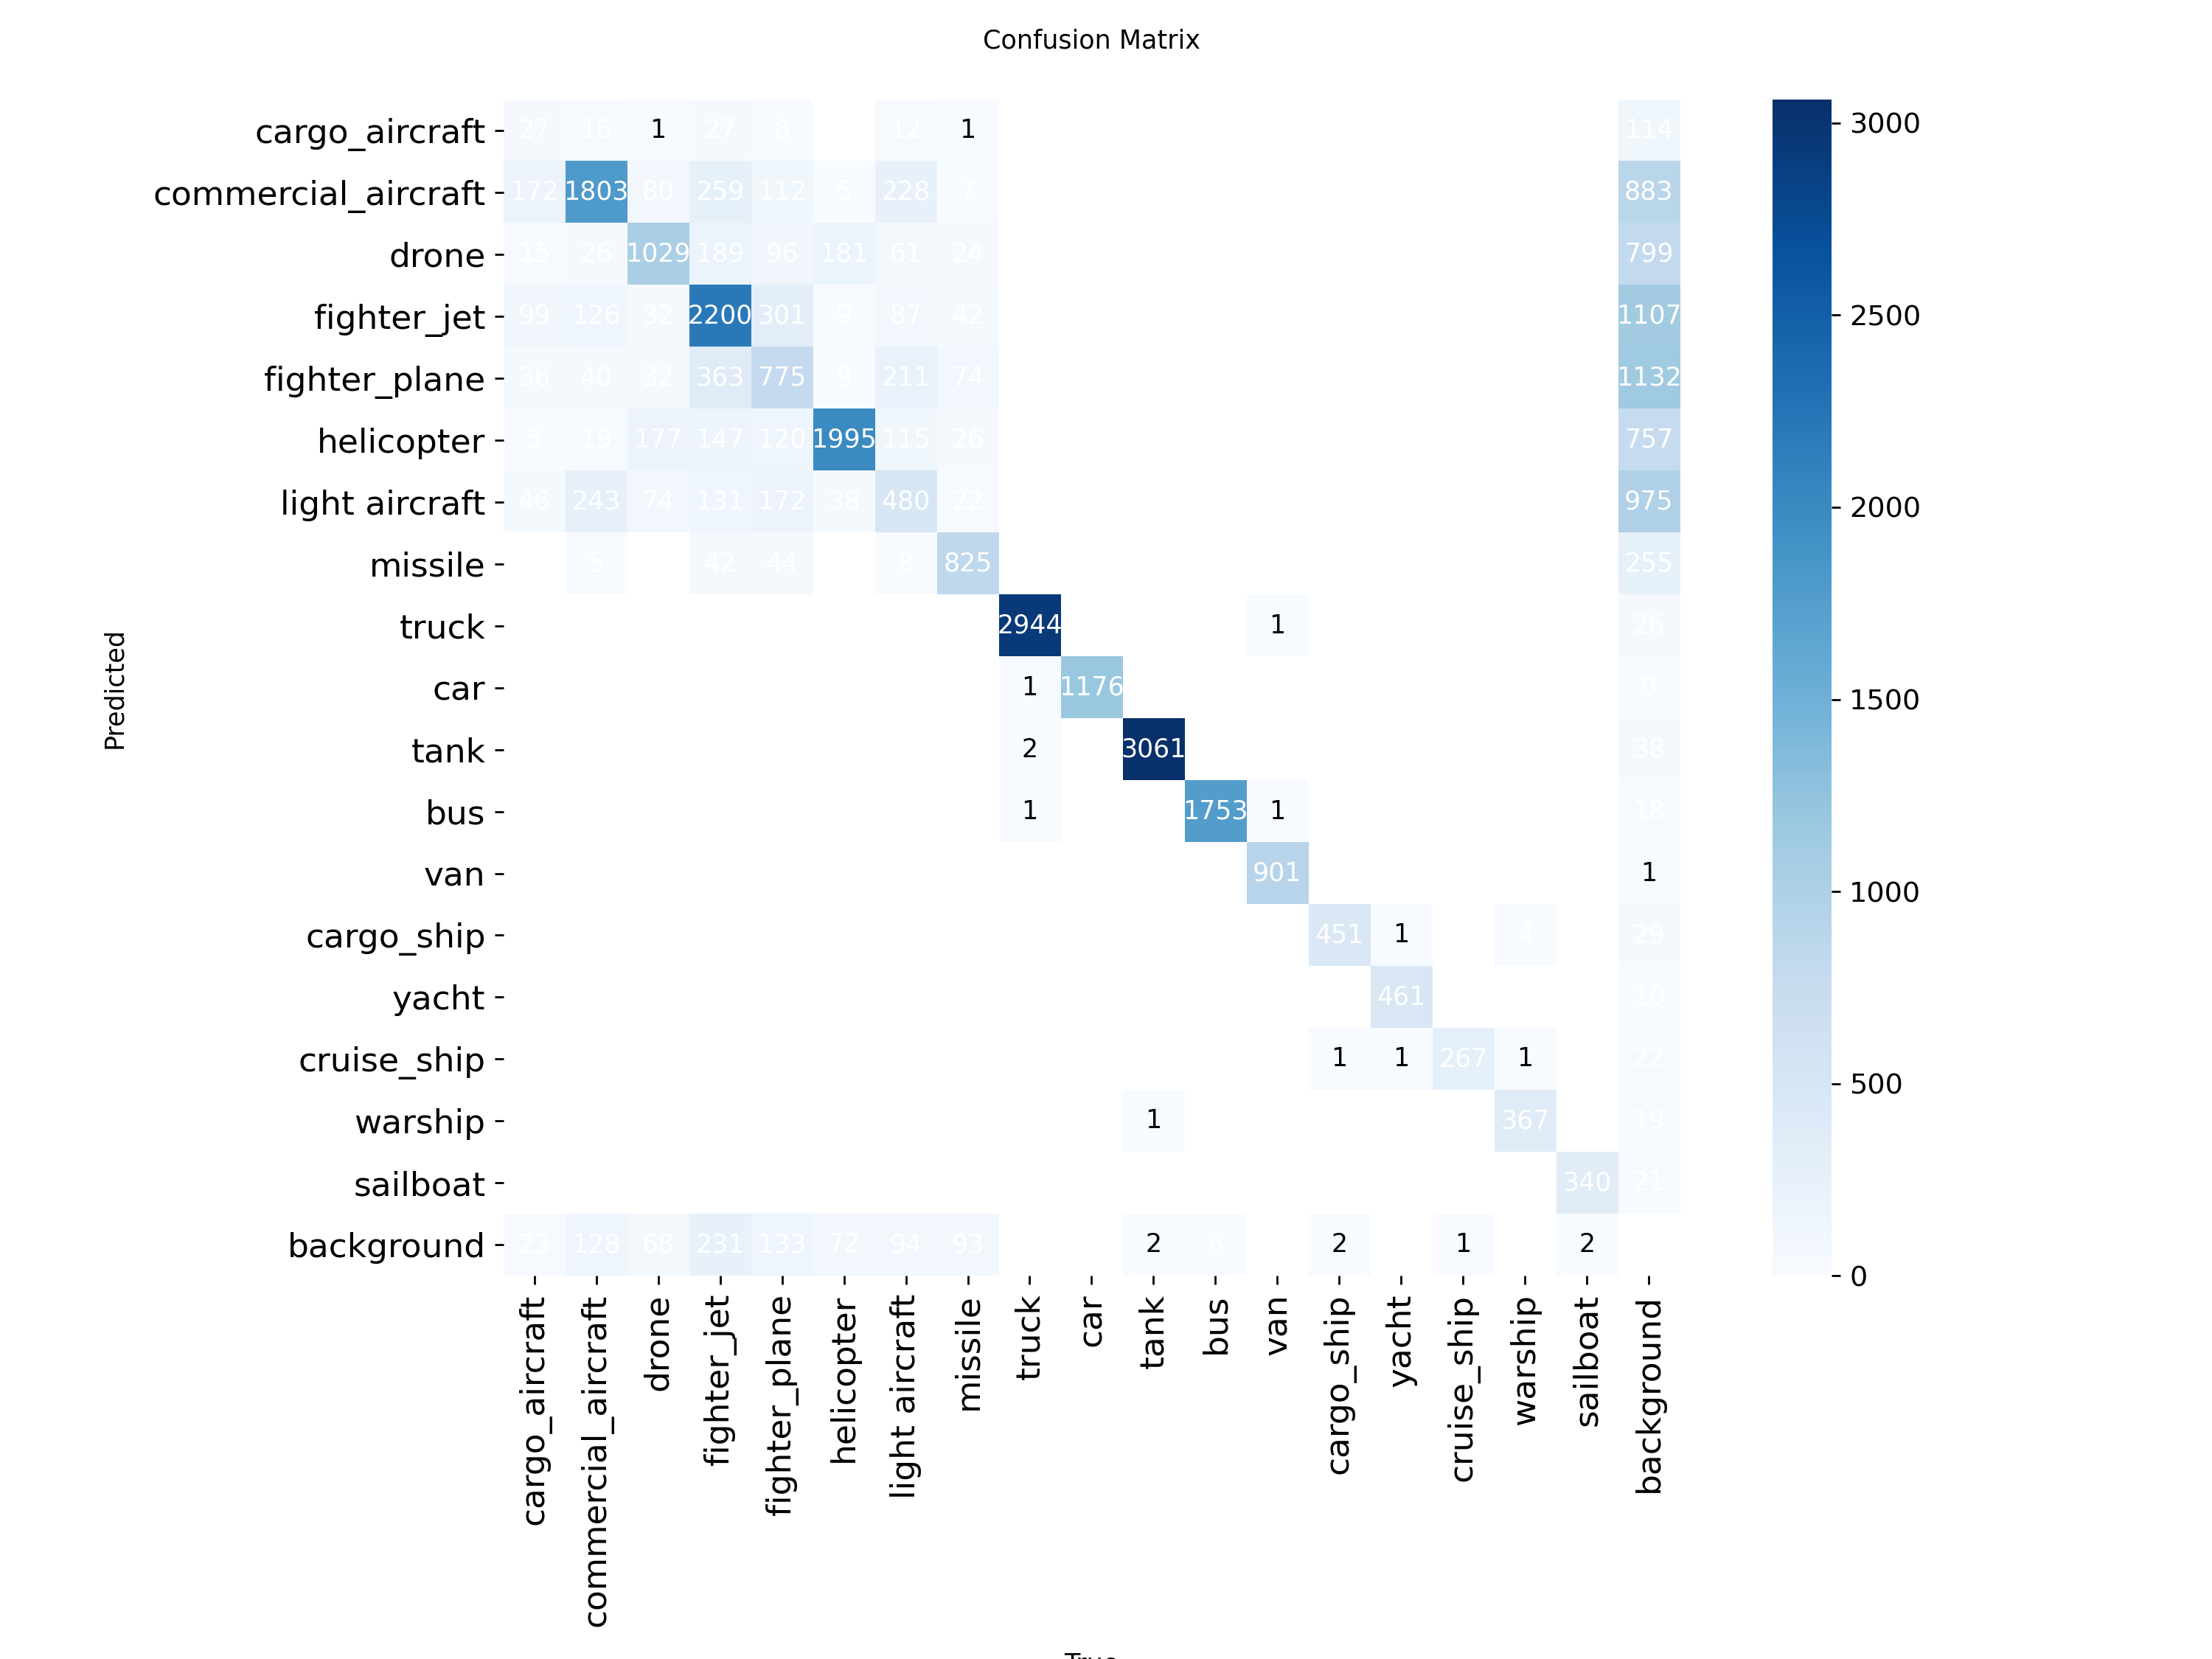 Confusion Matrix
cargo_aircraft 27 16 1 27 8 12 1 114
commercial_aircraft 172 1803 80 259 112 5 228 7 883
drone 15 26 1029 189 96 181 61 24 799
fighter_jet 99 126 32 2200 301 9 87 42 1107
fighter_plane 36 40 32 363 775 9 211 74 1132
helicopter 5 19 177 147 120 1995 115 26 757
light aircraft 46 243 74 131 172 38 480 22 975
missile 5 42 44 8 825 255
truck 2944 1 26
car 1 1176 9
tank 2 3061 38
bus 1 1753 1 18
van 901 1
cargo_ship 451 1 4 29
yacht 461 10
cruise_ship 1 1 267 1 22
warship 1 367 19
sailboat 340 21
background 23 128 68 231 133 72 94 93 2 6 2 1 2
cargo_aircraft commercial_aircraft drone fighter_jet fighter_plane helicopter light aircraft missile truck car tank bus van cargo_ship yacht cruise_ship warship sailboat background
Predicted
True
3000
2500
2000
1500
1000
500
0